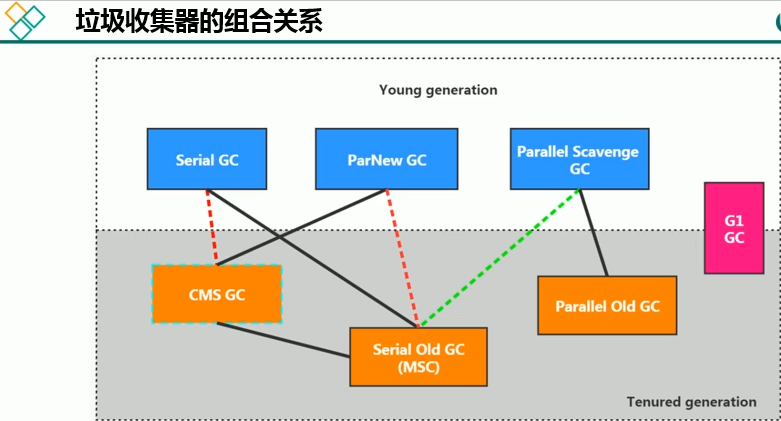 垃圾收集器的组合关系
Young generation
Serial GC
ParNew GC
Parallel Scavenge
GC
G1
GC
CMS GC
Parallel Old GC
Serial Old GC
(MSC)
Tenured generation